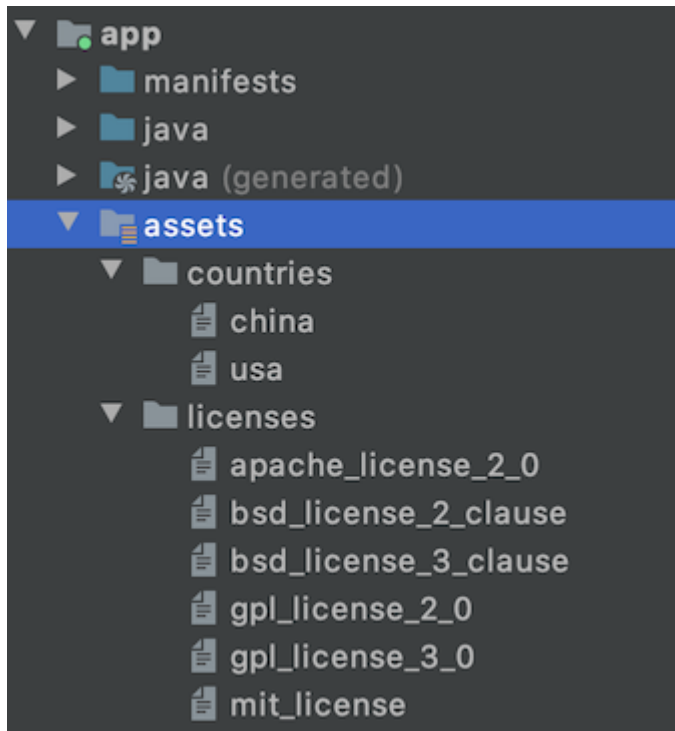 app
manifests
java
java (generated)
assets
countries
china
usa
licenses
apache_license_2_0
bsd_license_2_clause
bsd_license_3_clause
gpl_license_2_0
gpl_license_3_0
mit_license